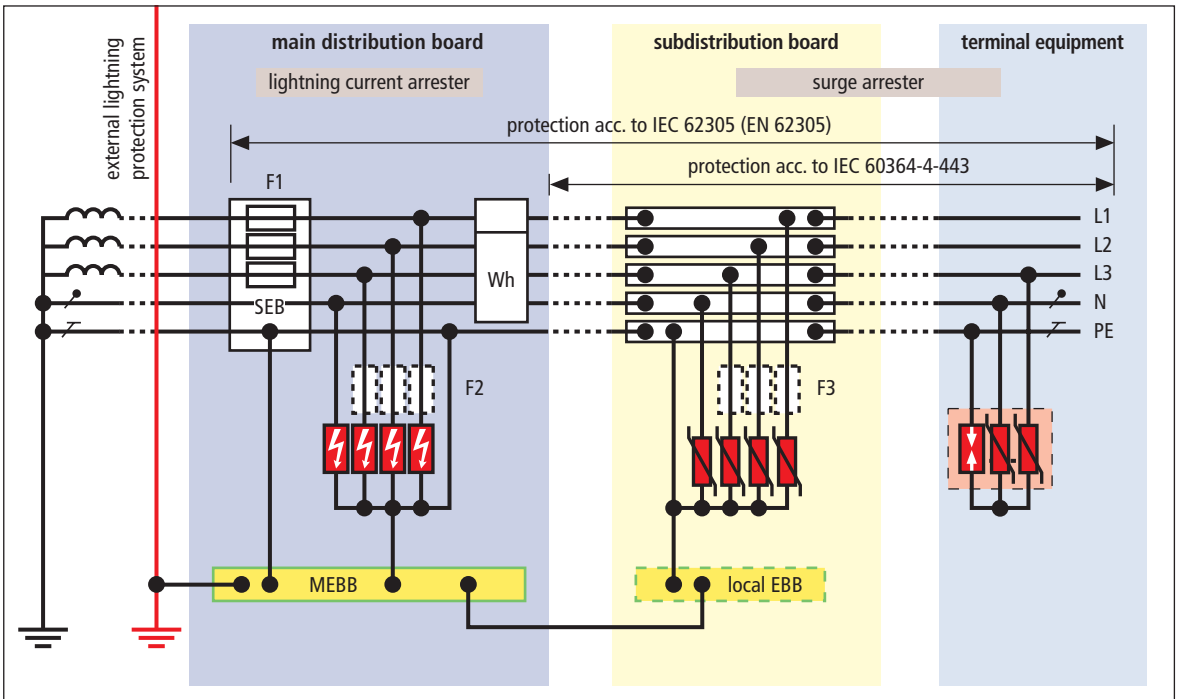 external lightning
protection system
main distribution board
subdistribution board
terminal equipment
lightning current arrester
surge arrester
protection acc. to IEC 62305 (EN 62305)
protection acc. to IEC 60364-4-443
F1
L1
L2
L3
Wh
SEB
N
PE
F2
F3
MEBB
local EBB